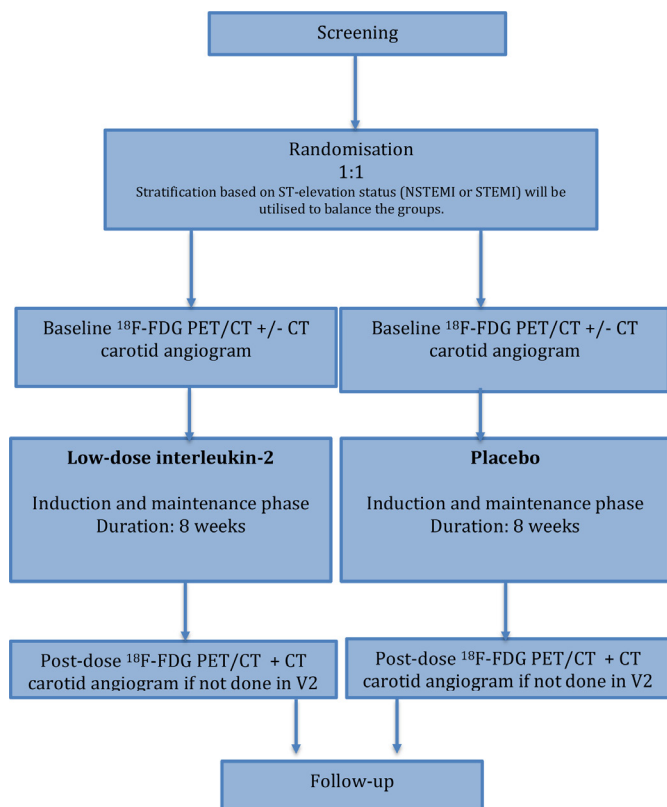 Screening
Randomisation
1:1
Stratification based on ST-elevation status (NSTEMI or STEMI) will be
utilised to balance the groups.
Baseline ¹⁸F-FDG PET/CT +/- CT
carotid angiogram
Baseline ¹⁸F-FDG PET/CT +/- CT
carotid angiogram
Low-dose interleukin-2
Induction and maintenance phase
Duration: 8 weeks
Placebo
Induction and maintenance phase
Duration: 8 weeks
Post-dose ¹⁸F-FDG PET/CT + CT
carotid angiogram if not done in V2
Post-dose ¹⁸F-FDG PET/CT + CT
carotid angiogram if not done in V2
Follow-up